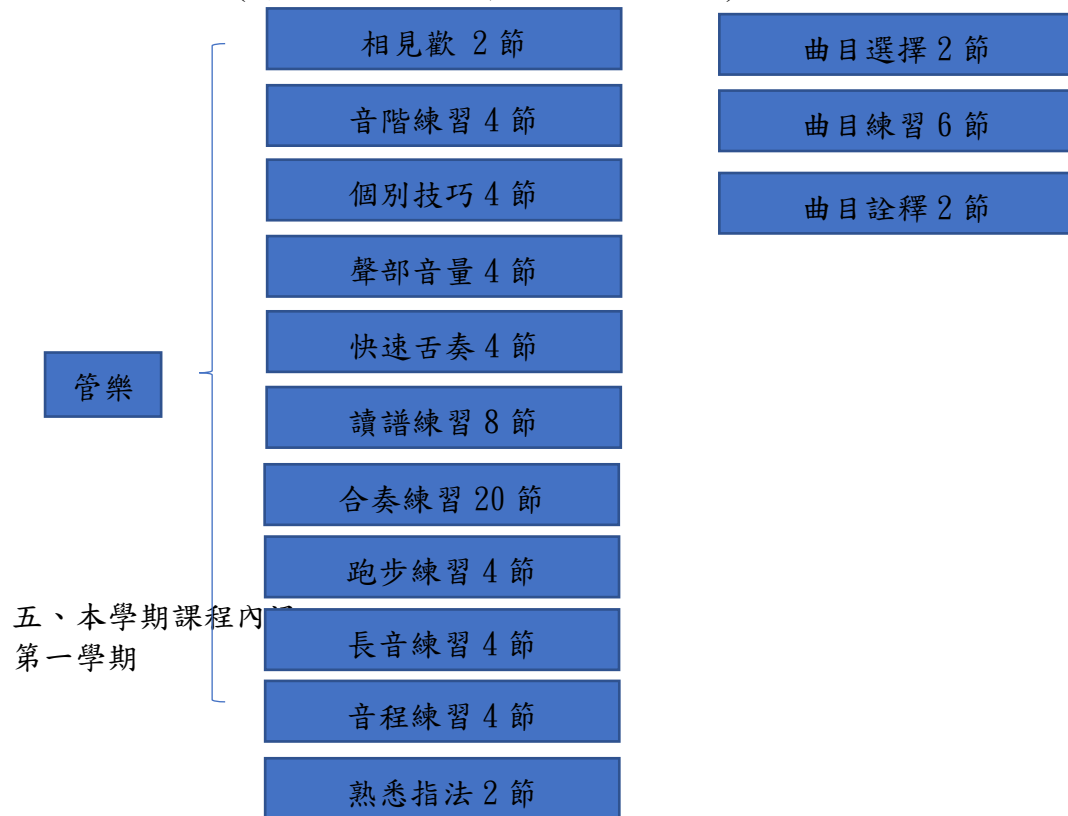 相見歡 2 節
音階練習 4 節
個別技巧 4 節
聲部音量 4 節
快速舌奏 4 節
管樂
讀譜練習 8 節
合奏練習 20 節
跑步練習 4 節
五、本學期課程內
第一學期
長音練習 4 節
音程練習 4 節
熟悉指法 2 節
曲目選擇 2 節
曲目練習 6 節
曲目詮釋 2 節